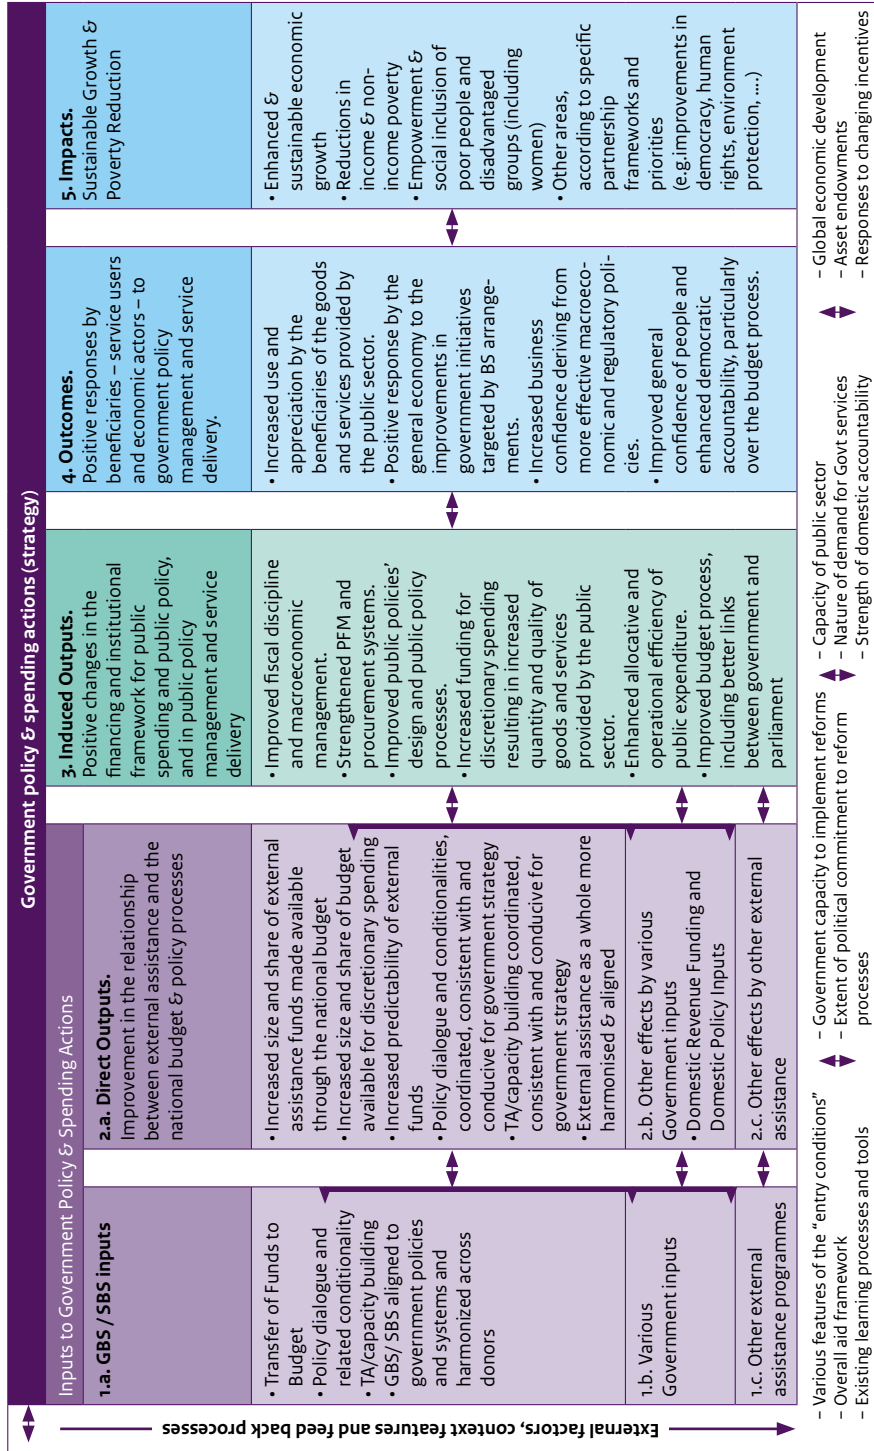 Government policy & spending actions (strategy)
Inputs to Government Policy & Spending Actions
1.a. GBS / SBS inputs
2.a. Direct Outputs.
Improvement in the relationship
between external assistance and the
national budget & policy processes
3. Induced Outputs.
Positive changes in the
financing and institutional
framework for public
spending and public policy,
and in public policy
management and service
delivery
4. Outcomes.
Positive responses by
beneficiaries – service users
and economic actors – to
government policy
management and service
delivery.
5. Impacts.
Sustainable Growth &
Poverty Reduction
• Transfer of Funds to
Budget
• Policy dialogue and
related conditionality
• TA/capacity building
• GBS/ SBS aligned to
government policies
and systems and
harmonized across
donors
• Increased size and share of external
assistance funds made available
through the national budget
• Increased size and share of budget
available for discretionary spending
• Increased predictability of external
funds
• Policy dialogue and conditionalities,
coordinated, consistent with and
conducive for government strategy
• TA/capacity building coordinated,
consistent with and conducive for
government strategy
• External assistance as a whole more
harmonised & aligned
• Improved fiscal discipline
and macroeconomic
management.
• Strengthened PFM and
procurement systems.
• Improved public policies’
design and public policy
processes.
• Increased funding for
discretionary spending
resulting in increased
quantity and quality of
goods and services
provided by the public
sector.
• Enhanced allocative and
operational efficiency of
public expenditure.
• Improved budget process,
including better links
between government and
parliament
• Increased use and
appreciation by the
beneficiaries of the goods
and services provided by
the public sector.
• Positive response by the
general economy to the
improvements in
government initiatives
targeted by BS arrange-
ments.
• Increased business
confidence deriving from
more effective macroeco-
nomic and regulatory poli-
cies.
• Improved general
confidence of people and
enhanced democratic
accountability, particularly
over the budget process.
• Enhanced &
sustainable economic
growth
• Reductions in
income & non-
income poverty
• Empowerment &
social inclusion of
poor people and
disadvantaged
groups (including
women)
• Other areas,
according to specific
partnership
frameworks and
priorities
(e.g.improvements in
democracy, human
rights, environment
protection, ....)
1.b. Various
Government inputs
2.b. Other effects by various
Government inputs
• Domestic Revenue Funding and
Domestic Policy Inputs
1.c. Other external
assistance programmes
2.c. Other effects by other external
assistance
External factors, context features and feed back processes
– Various features of the “entry conditions”
– Overall aid framework
– Existing learning processes and tools
– Government capacity to implement reforms
– Extent of political commitment to reform
processes
– Capacity of public sector
– Nature of demand for Govt services
– Strength of domestic accountability
– Global economic development
– Asset endowments
– Responses to changing incentives